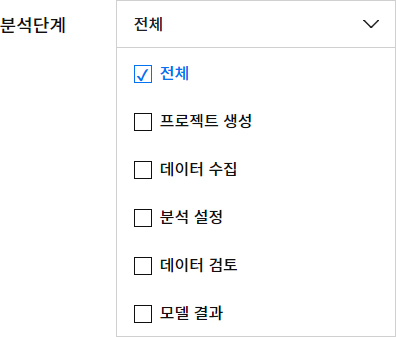 분석단계
전체
전체
프로젝트 생성
데이터 수집
분석 설정
데이터 검토
모델 결과